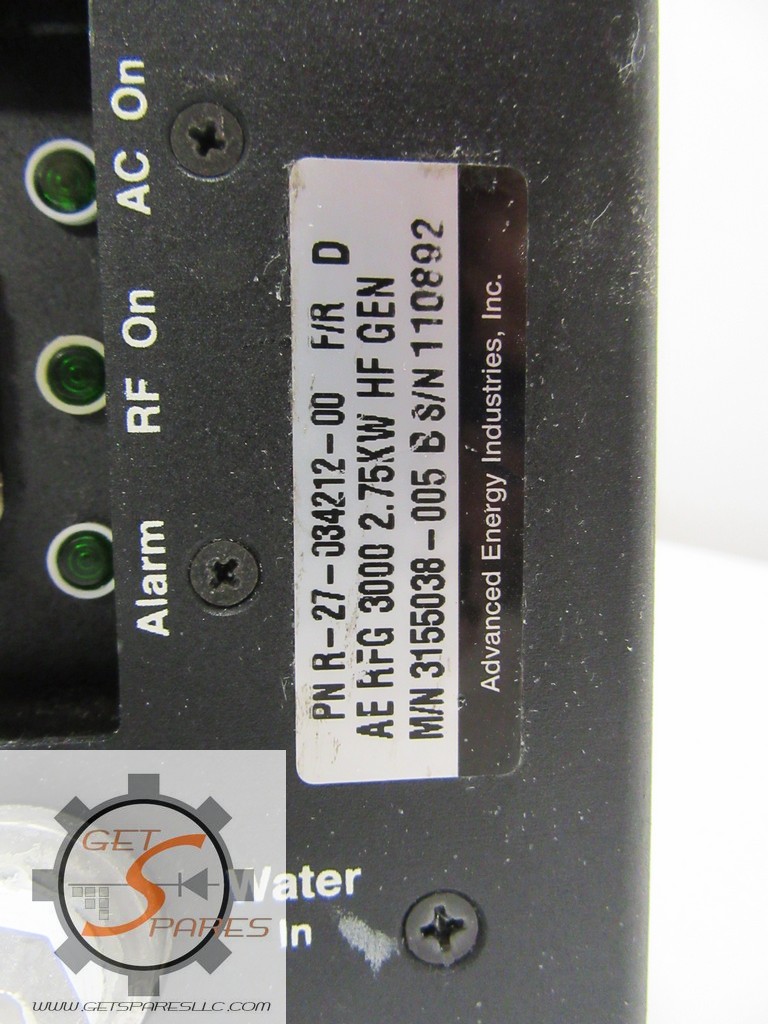 AC On
RF On
Alarm
PN R-27-034212-00 F/R D
AE RFG 3000 2.75KW HF GEN
M/N 3155038-005 B S/N 110892
Advanced Energy Industries, Inc.
Water
In
GET
SPARES
WWW.GETSPARESLLC.COM